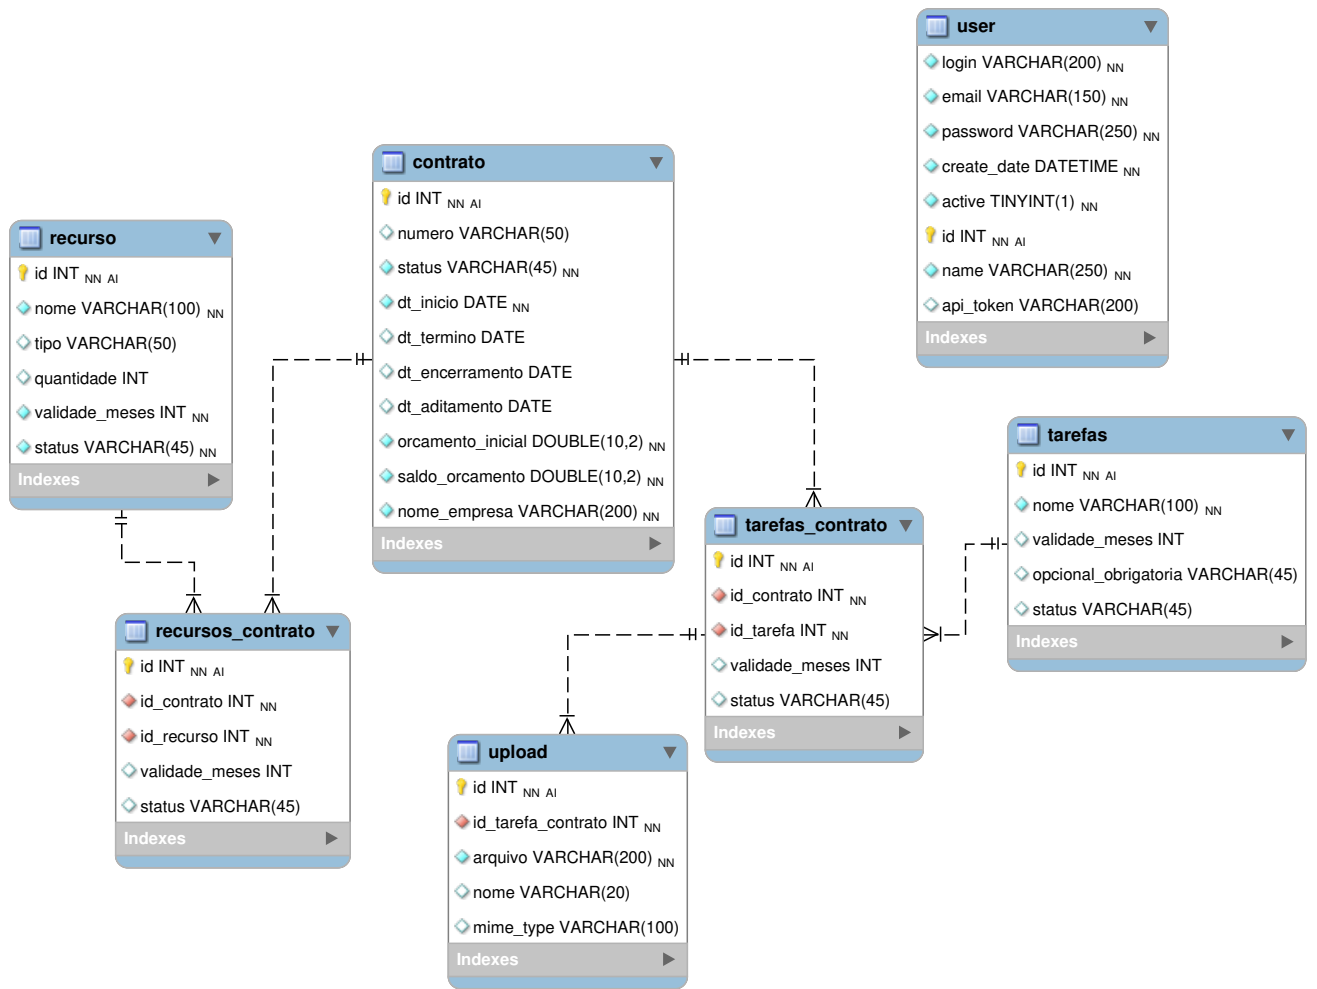 user
login VARCHAR(200) NN
email VARCHAR(150) NN
password VARCHAR(250) NN
create_date DATETIME NN
active TINYINT(1) NN
id INT NN AI
name VARCHAR(250) NN
api_token VARCHAR(200)
Indexes
contrato
id INT NN AI
numero VARCHAR(50)
status VARCHAR(45) NN
dt_inicio DATE NN
dt_termino DATE
dt_encerramento DATE
dt_aditamento DATE
orcamento_inicial DOUBLE(10,2) NN
saldo_orcamento DOUBLE(10,2) NN
nome_empresa VARCHAR(200) NN
Indexes
recurso
id INT NN AI
nome VARCHAR(100) NN
tipo VARCHAR(50)
quantidade INT
validade_meses INT NN
status VARCHAR(45) NN
Indexes
tarefas
id INT NN AI
nome VARCHAR(100) NN
validade_meses INT
opcional_obrigatoria VARCHAR(45)
status VARCHAR(45)
Indexes
tarefas_contrato
id INT NN AI
id_contrato INT NN
id_tarefa INT NN
validade_meses INT
status VARCHAR(45)
Indexes
recursos_contrato
id INT NN AI
id_contrato INT NN
id_recurso INT NN
validade_meses INT
status VARCHAR(45)
Indexes
upload
id INT NN AI
id_tarefa_contrato INT NN
arquivo VARCHAR(200) NN
nome VARCHAR(20)
mime_type VARCHAR(100)
Indexes